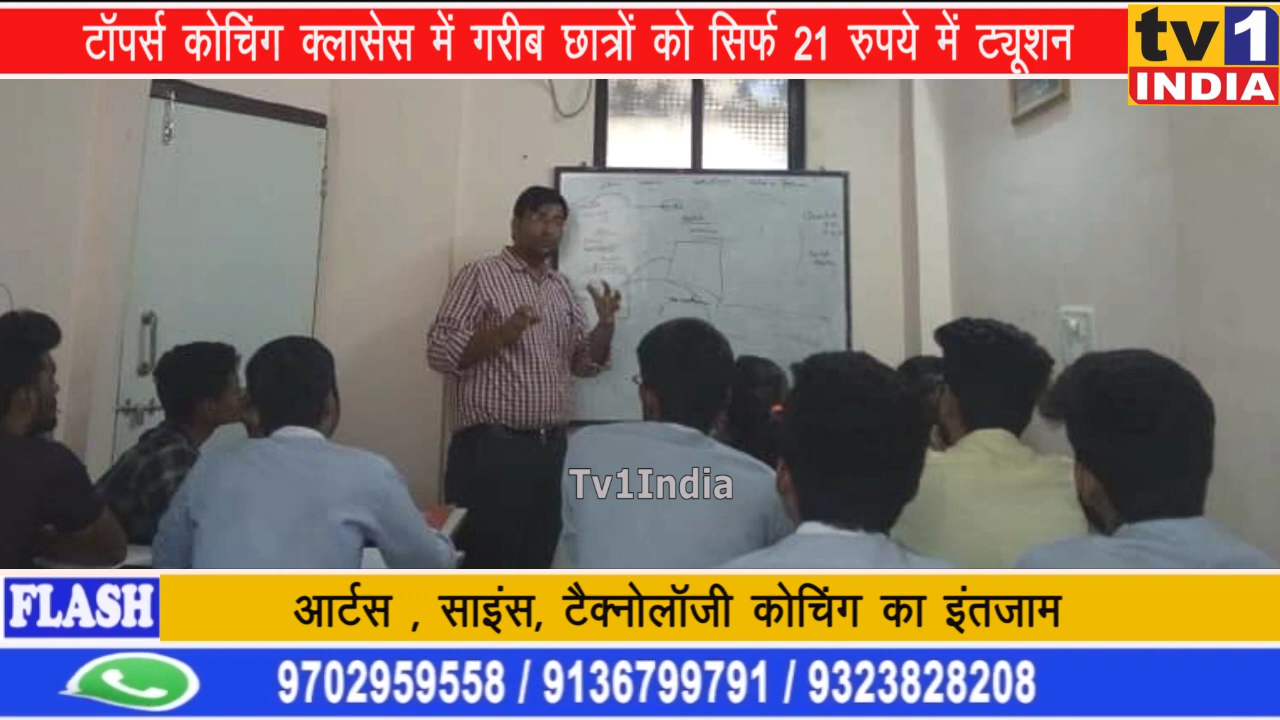 टॉपर्स कोचिंग क्लासेस में गरीब छात्रों को सिर्फ 21 रुपये में ट्यूशन
tv1
INDIA
Tv1India
FLASH
आर्टस , साइंस, टैक्नोलॉजी कोचिंग का इंतजाम
9702959558 / 9136799791 / 9323828208